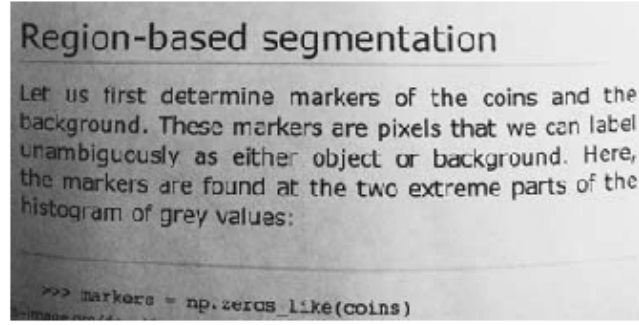 Region-based segmentation
Let us first determine markers of the coins and the
background. These markers are pixels that we can label
unambiguously as either object or background. Here,
the markers are found at the two extreme parts of the
histogram of grey values:
>>> markers = np.zeros_like(coins)